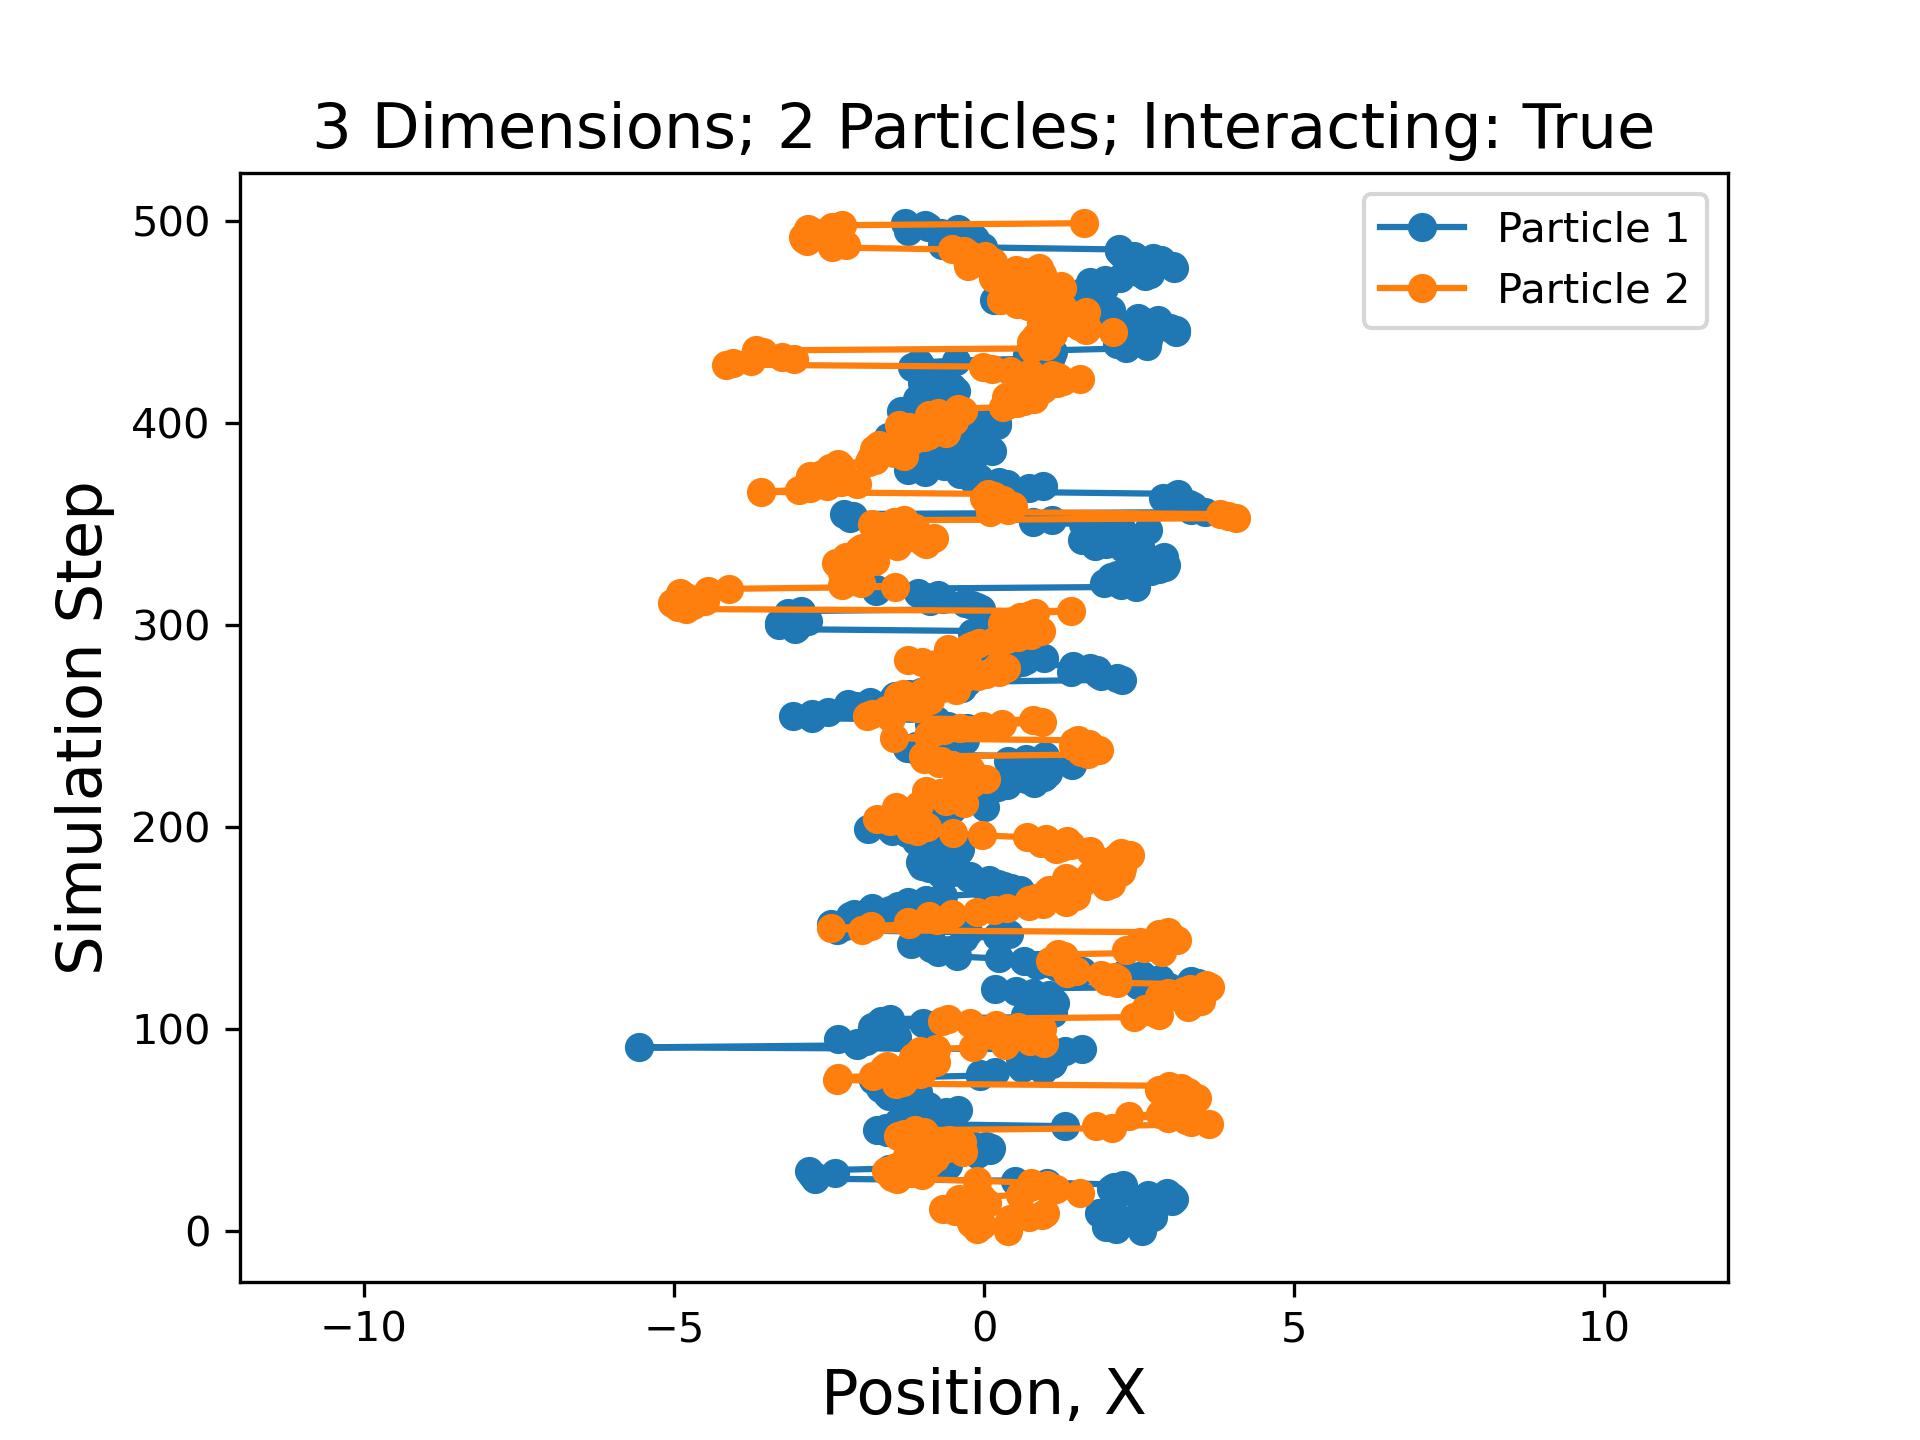 3 Dimensions; 2 Particles; Interacting: True
Particle 1
Particle 2
500
400
300
200
100
0
Simulation Step
−10
−5
0
5
10
Position, X